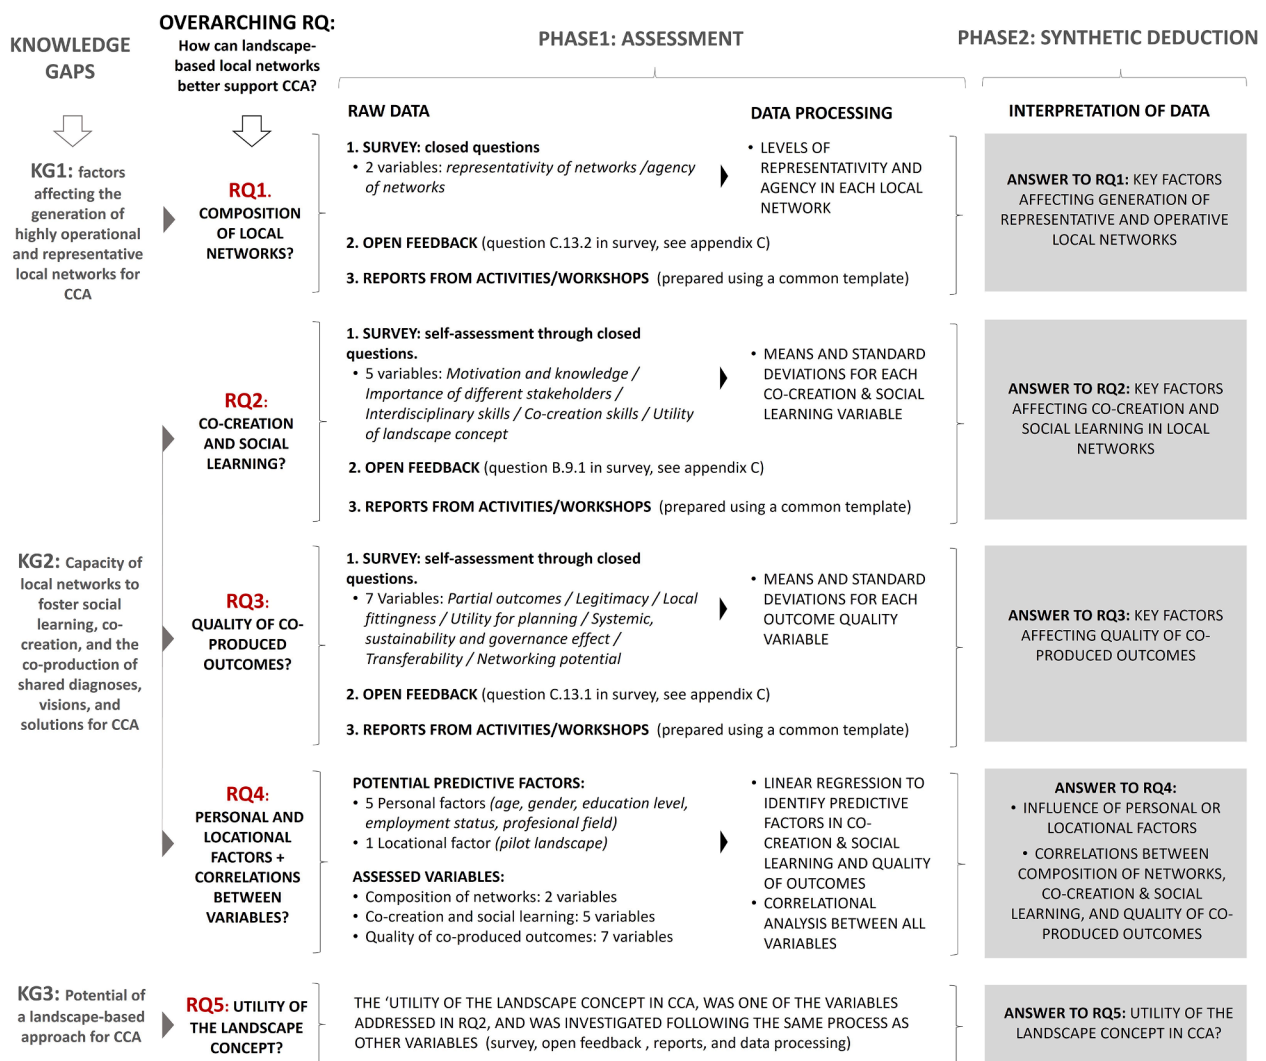 KNOWLEDGE
GAPS
OVERARCHING RQ:
How can landscape-
based local networks
better support CCA?
PHASE1: ASSESSMENT
PHASE2: SYNTHETIC DEDUCTION
RAW DATA
DATA PROCESSING
INTERPRETATION OF DATA
KG1: factors
affecting the
generation of
highly operational
and representative
local networks for
CCA
RQ1.
COMPOSITION
OF LOCAL
NETWORKS?
1. SURVEY: closed questions
• 2 variables: representativity of networks /agency
of networks
• LEVELS OF
REPRESENTATIVITY AND
AGENCY IN EACH LOCAL
NETWORK
2. OPEN FEEDBACK (question C.13.2 in survey, see appendix C)
3. REPORTS FROM ACTIVITIES/WORKSHOPS (prepared using a common template)
ANSWER TO RQ1: KEY FACTORS
AFFECTING GENERATION OF
REPRESENTATIVE AND OPERATIVE
LOCAL NETWORKS
KG2: Capacity of
local networks to
foster social
learning, co-
creation, and the
co-production of
shared diagnoses,
visions, and
solutions for CCA
RQ2:
CO-CREATION
AND SOCIAL
LEARNING?
1. SURVEY: self-assessment through closed
questions.
• 5 variables: Motivation and knowledge /
Importance of different stakeholders /
Interdisciplinary skills / Co-creation skills / Utility
of landscape concept
• MEANS AND STANDARD
DEVIATIONS FOR EACH
CO-CREATION & SOCIAL
LEARNING VARIABLE
2. OPEN FEEDBACK (question B.9.1 in survey, see appendix C)
3. REPORTS FROM ACTIVITIES/WORKSHOPS (prepared using a common template)
ANSWER TO RQ2: KEY FACTORS
AFFECTING CO-CREATION AND
SOCIAL LEARNING IN LOCAL
NETWORKS
RQ3:
QUALITY OF CO-
PRODUCED
OUTCOMES?
1. SURVEY: self-assessment through closed
questions.
• 7 Variables: Partial outcomes / Legitimacy / Local
fittingness / Utility for planning / Systemic,
sustainability and governance effect /
Transferability / Networking potential
• MEANS AND STANDARD
DEVIATIONS FOR EACH
OUTCOME QUALITY
VARIABLE
2. OPEN FEEDBACK (question C.13.1 in survey, see appendix C)
3. REPORTS FROM ACTIVITIES/WORKSHOPS (prepared using a common template)
ANSWER TO RQ3: KEY FACTORS
AFFECTING QUALITY OF CO-
PRODUCED OUTCOMES
RQ4:
PERSONAL AND
LOCATIONAL
FACTORS +
CORRELATIONS
BETWEEN
VARIABLES?
POTENTIAL PREDICTIVE FACTORS:
• 5 Personal factors (age, gender, education level,
employment status, profesional field)
• 1 Locational factor (pilot landscape)
ASSESSED VARIABLES:
• Composition of networks: 2 variables
• Co-creation and social learning: 5 variables
• Quality of co-produced outcomes: 7 variables
• LINEAR REGRESSION TO
IDENTIFY PREDICTIVE
FACTORS IN CO-
CREATION & SOCIAL
LEARNING AND QUALITY
OF OUTCOMES
• CORRELATIONAL
ANALYSIS BETWEEN ALL
VARIABLES
ANSWER TO RQ4:
• INFLUENCE OF PERSONAL OR
LOCATIONAL FACTORS
• CORRELATIONS BETWEEN
COMPOSITION OF NETWORKS,
CO-CREATION & SOCIAL
LEARNING, AND QUALITY OF CO-
PRODUCED OUTCOMES
KG3: Potential of
a landscape-based
approach for CCA
RQ5: UTILITY OF
THE LANDSCAPE
CONCEPT?
THE ‘UTILITY OF THE LANDSCAPE CONCEPT IN CCA, WAS ONE OF THE VARIABLES
ADDRESSED IN RQ2, AND WAS INVESTIGATED FOLLOWING THE SAME PROCESS AS
OTHER VARIABLES (survey, open feedback , reports, and data processing)
ANSWER TO RQ5: UTILITY OF THE
LANDSCAPE CONCEPT IN CCA?